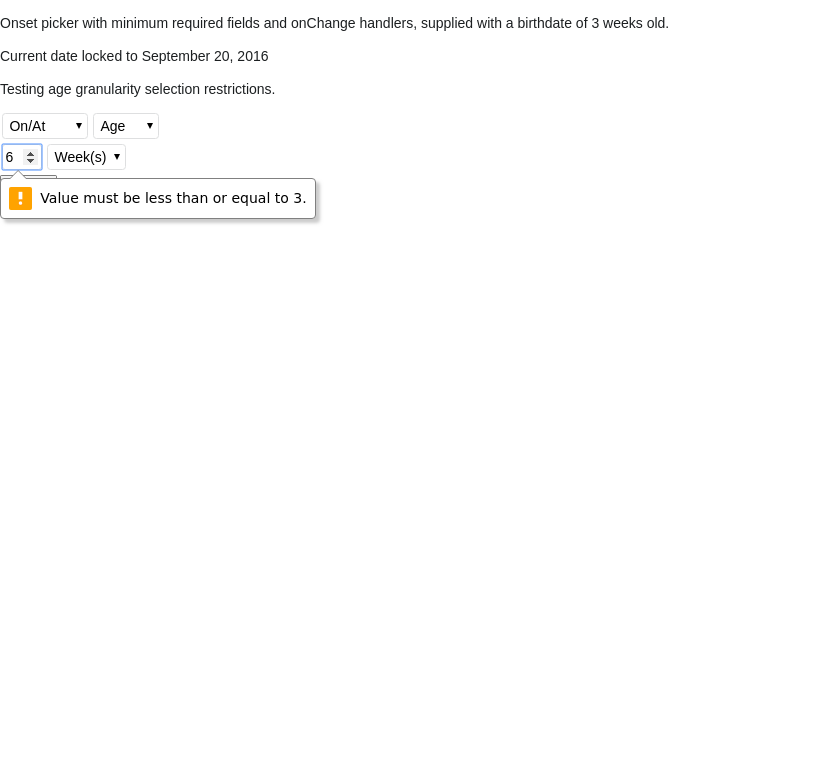 Onset picker with minimum required fields and onChange handlers, supplied with a birthdate of 3 weeks old.
Current date locked to September 20, 2016
Testing age granularity selection restrictions.
On/At Age
6 Week(s)
Value must be less than or equal to 3.